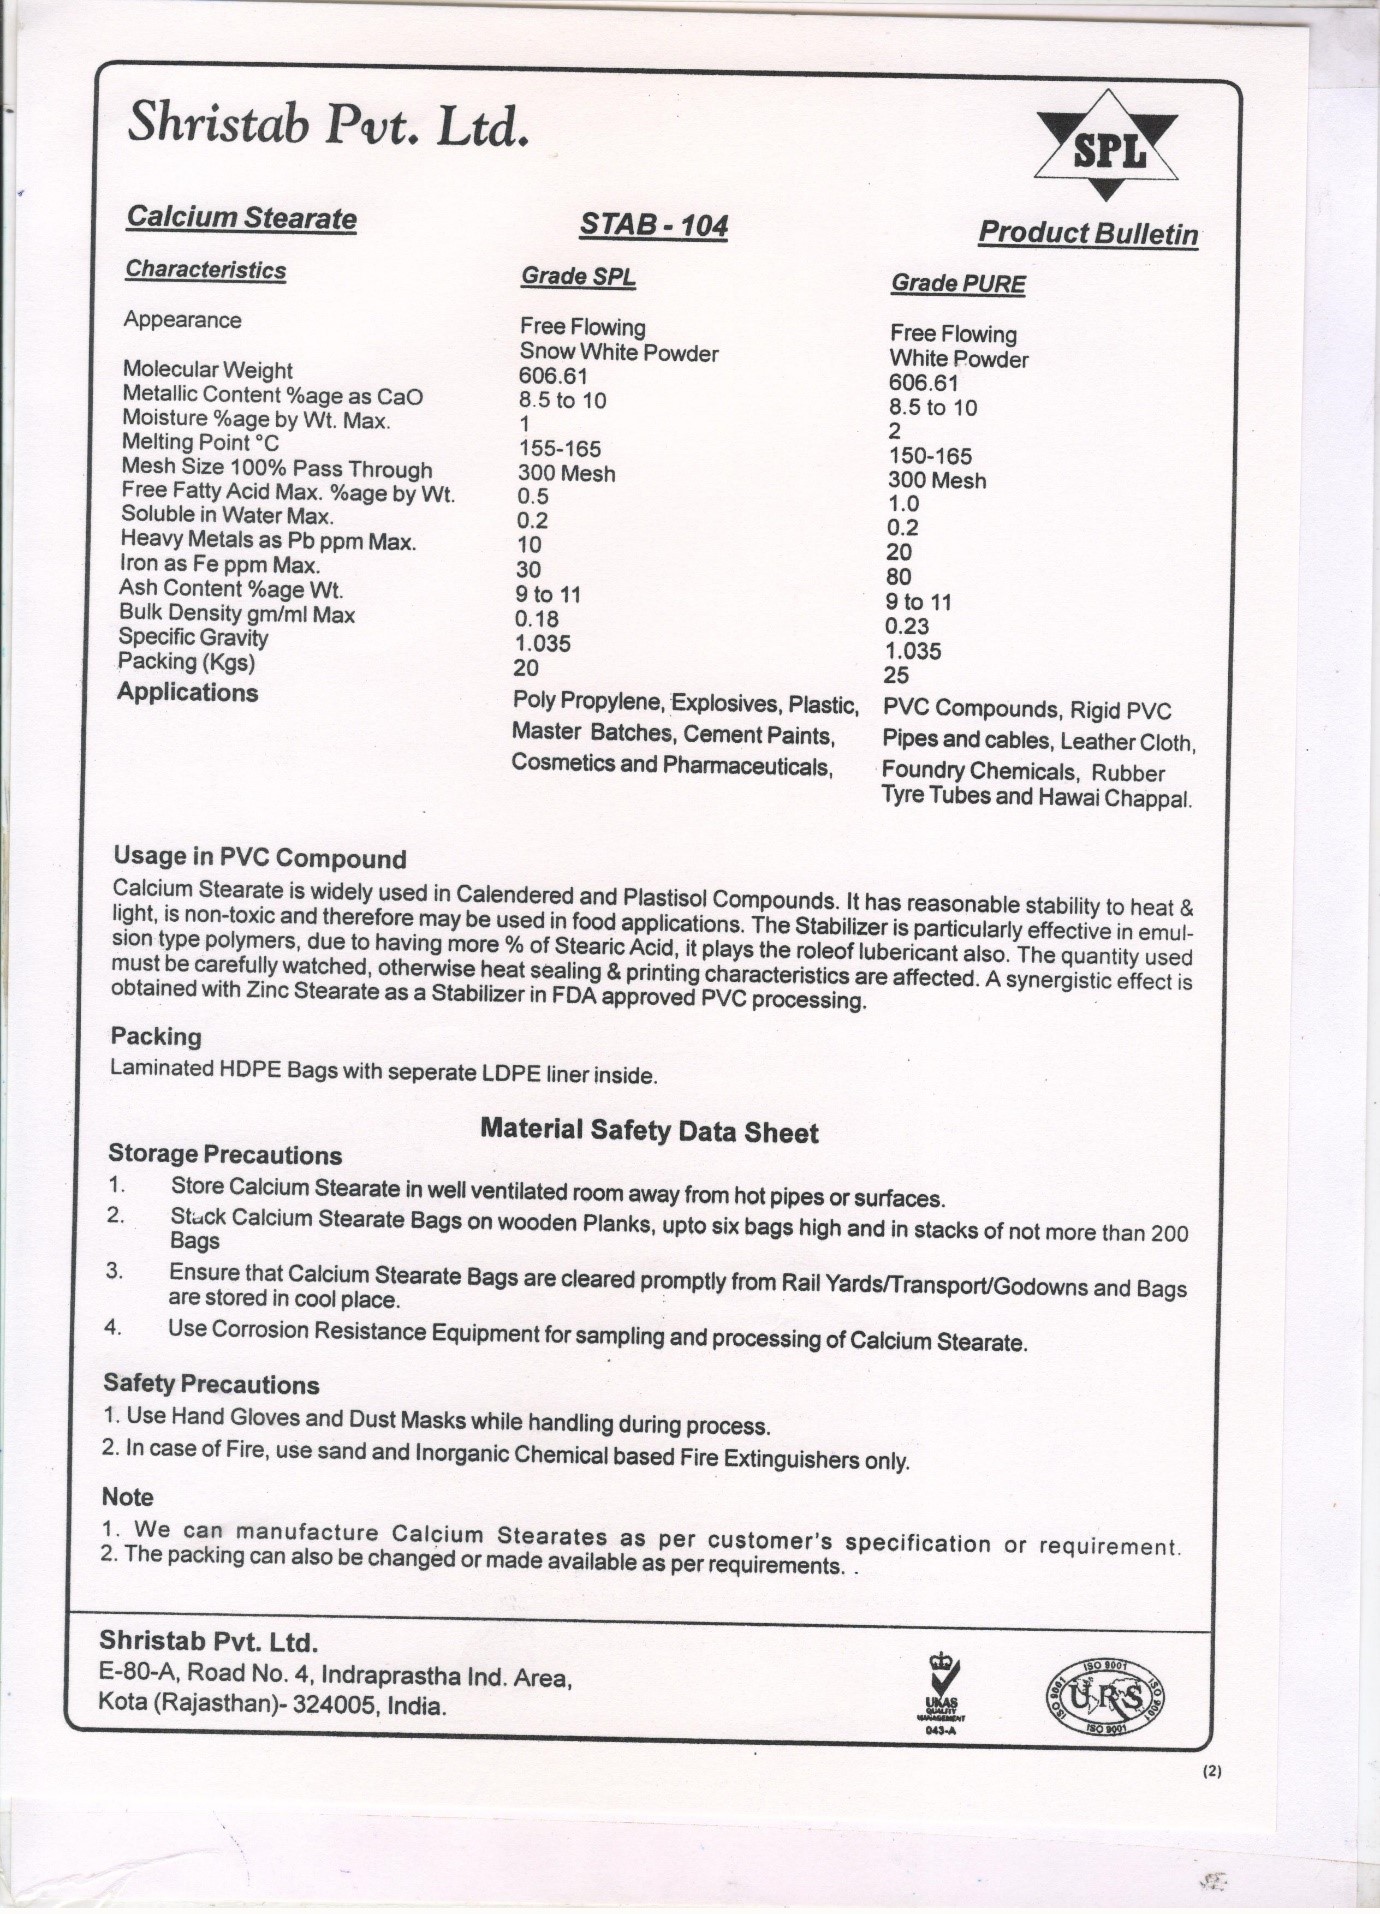 Shristab Pvt. Ltd.
SPL
Calcium Stearate STAB - 104 Product Bulletin
Characteristics Grade SPL Grade PURE
Appearance Free Flowing Free Flowing
Snow White Powder White Powder
Molecular Weight 606.61 606.61
Metallic Content %age as CaO 8.5 to 10 8.5 to 10
Moisture %age by Wt. Max. 1 2
Melting Point °C 155-165 150-165
Mesh Size 100% Pass Through 300 Mesh 300 Mesh
Free Fatty Acid Max. %age by Wt. 0.5 1.0
Soluble in Water Max. 0.2 0.2
Heavy Metals as Pb ppm Max. 10 20
Iron as Fe ppm Max. 30 80
Ash Content %age Wt. 9 to 11 9 to 11
Bulk Density gm/ml Max 0.18 0.23
Specific Gravity 1.035 1.035
Packing (Kgs) 20 25
Applications Poly Propylene, Explosives, Plastic, PVC Compounds, Rigid PVC
Master Batches, Cement Paints, Pipes and cables, Leather Cloth,
Cosmetics and Pharmaceuticals, Foundry Chemicals, Rubber
Tyre Tubes and Hawai Chappal.
Usage in PVC Compound
Calcium Stearate is widely used in Calendered and Plastisol Compounds. It has reasonable stability to heat &
light, is non-toxic and therefore may be used in food applications. The Stabilizer is particularly effective in emul-
sion type polymers, due to having more % of Stearic Acid, it plays the roleof lubericant also. The quantity used
must be carefully watched, otherwise heat sealing & printing characteristics are affected. A synergistic effect is
obtained with Zinc Stearate as a Stabilizer in FDA approved PVC processing.
Packing
Laminated HDPE Bags with seperate LDPE liner inside.
Material Safety Data Sheet
Storage Precautions
1. Store Calcium Stearate in well ventilated room away from hot pipes or surfaces.
2. Stack Calcium Stearate Bags on wooden Planks, upto six bags high and in stacks of not more than 200
Bags
3. Ensure that Calcium Stearate Bags are cleared promptly from Rail Yards/Transport/Godowns and Bags
are stored in cool place.
4. Use Corrosion Resistance Equipment for sampling and processing of Calcium Stearate.
Safety Precautions
1. Use Hand Gloves and Dust Masks while handling during process.
2. In case of Fire, use sand and Inorganic Chemical based Fire Extinguishers only.
Note
1. We can manufacture Calcium Stearates as per customer's specification or requirement.
2. The packing can also be changed or made available as per requirements. .
Shristab Pvt. Ltd.
E-80-A, Road No. 4, Indraprastha Ind. Area,
Kota (Rajasthan)- 324005, India.
UKAS
QUALITY
MANAGEMENT
043-A
ISO 9001
ISO 9001
URS
ISO 9001
ISO 9001
(2)